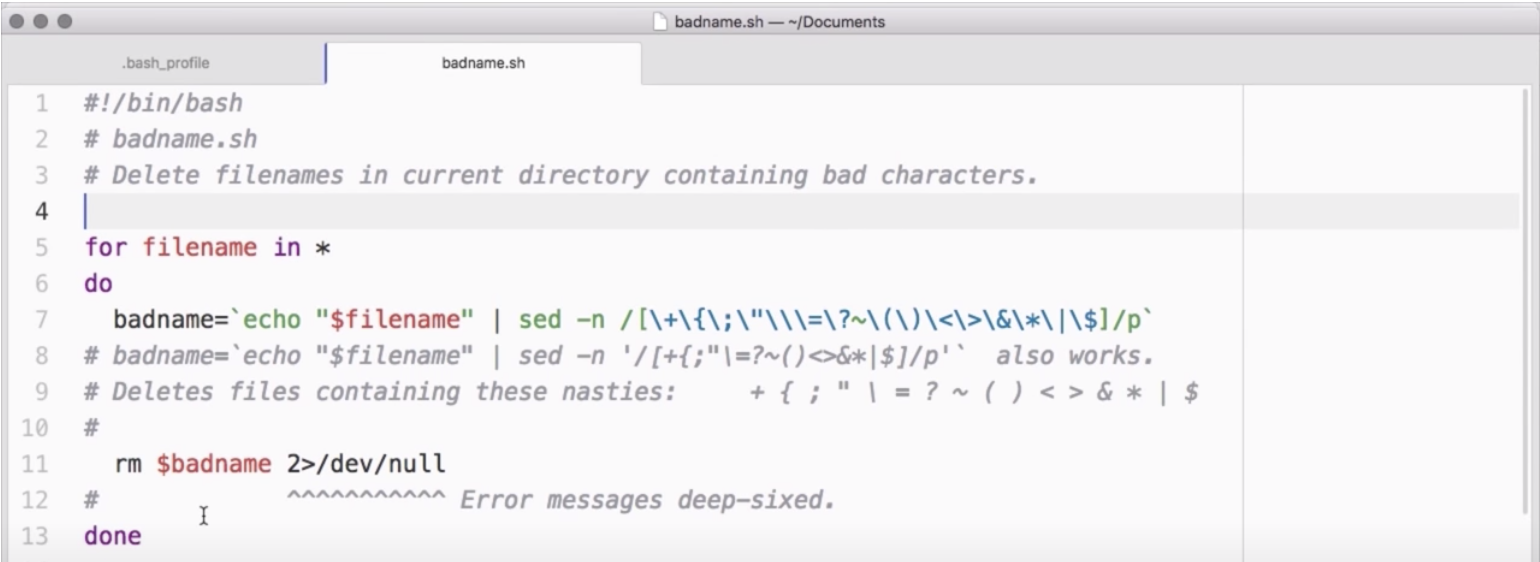 badname.sh — ~/Documents
.bash_profile badname.sh
1 #!/bin/bash
2 # badname.sh
3 # Delete filenames in current directory containing bad characters.
4
5 for filename in *
6 do
7   badname=`echo "$filename" | sed -n /[\+\{\;\"\\\=\?~\(\)\<\>\&\*\|\$]/p`
8 # badname=`echo "$filename" | sed -n '/[+{;"\=?~()<>&*|$]/p'`  also works.
9 # Deletes files containing these nasties:     + { ; " \ = ? ~ ( ) < > & * | $
10 #
11   rm $badname 2>/dev/null
12 #             ^^^^^^^^^^^ Error messages deep-sixed.
13 done